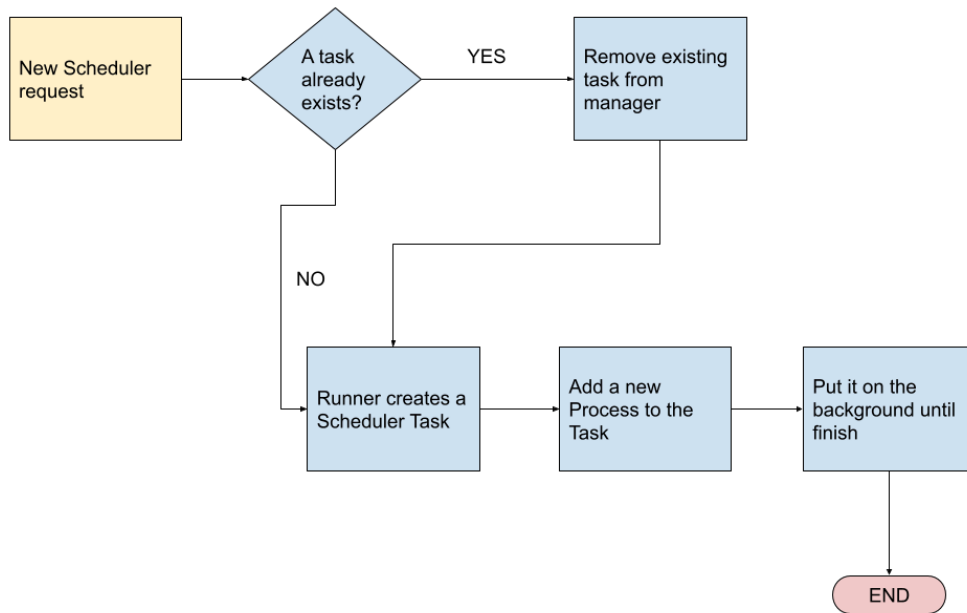 New Scheduler
request
A task
already
exists?
YES
Remove existing
task from
manager
NO
Runner creates a
Scheduler Task
Add a new
Process to the
Task
Put it on the
background until
finish
END